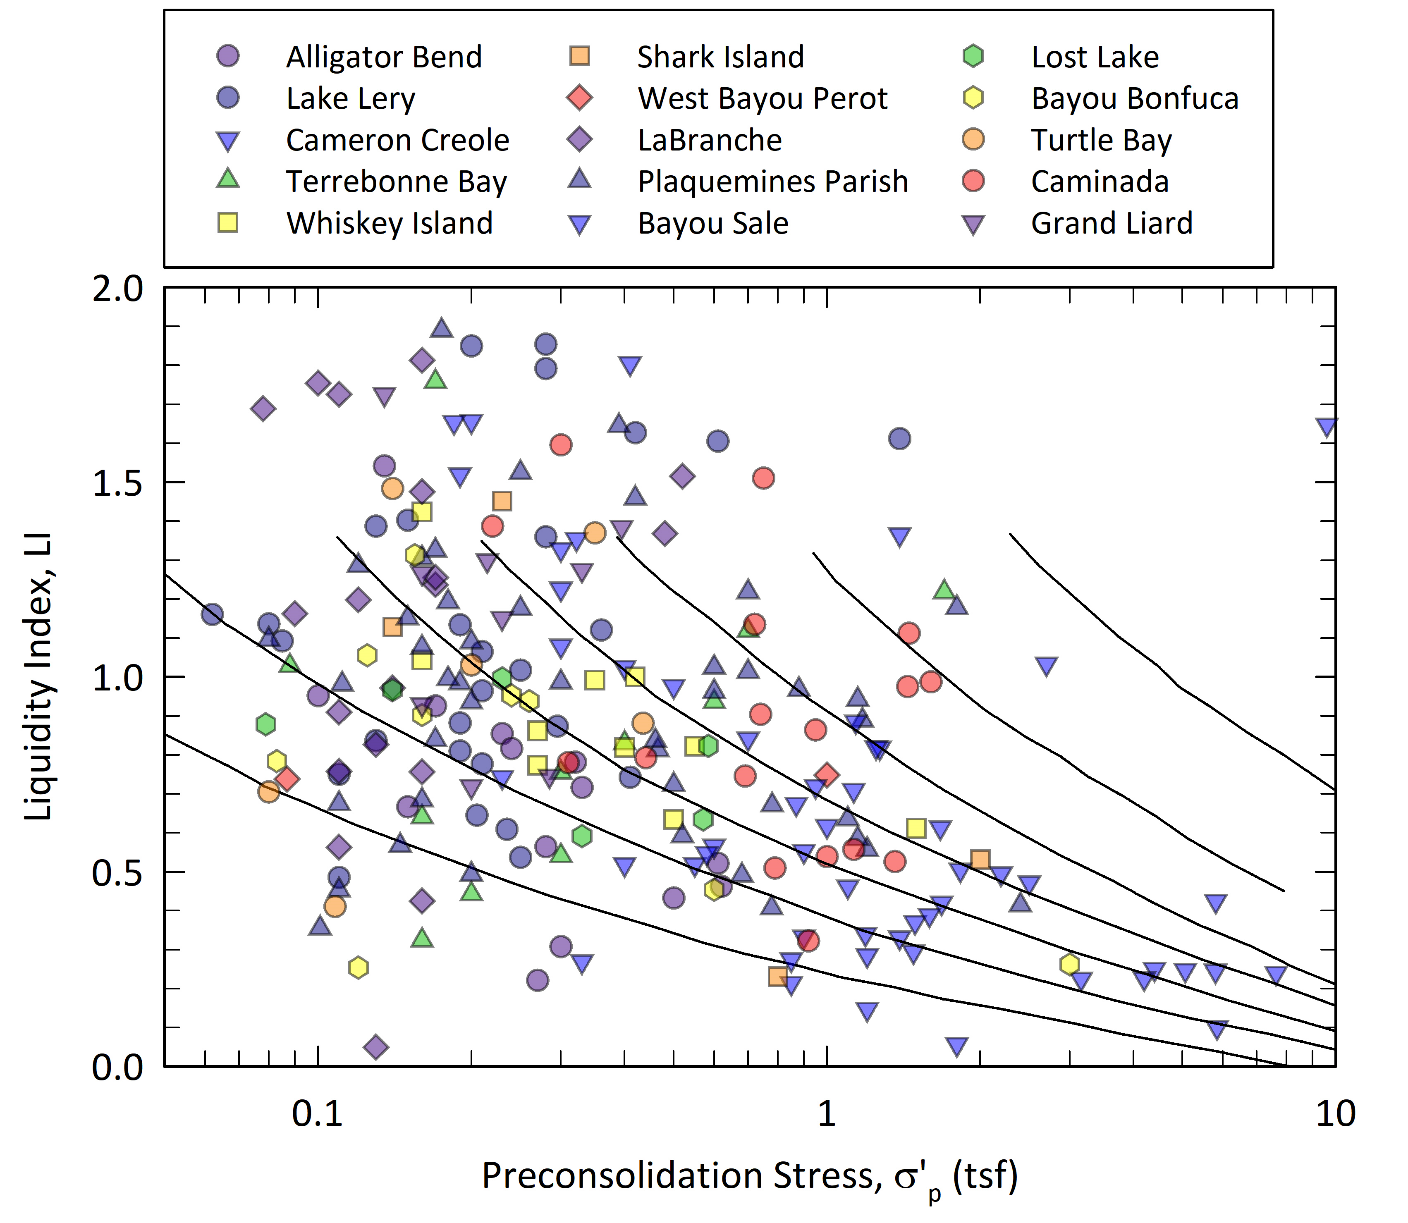 Alligator Bend Shark Island Lost Lake
Lake Lery West Bayou Perot Bayou Bonfuca
Cameron Creole LaBranche Turtle Bay
Terrebonne Bay Plaquemines Parish Caminada
Whiskey Island Bayou Sale Grand Liard
2.0
1.5
1.0
0.5
0.0
Liquidity Index, LI
0.1 1 10
Preconsolidation Stress, σ'p (tsf)